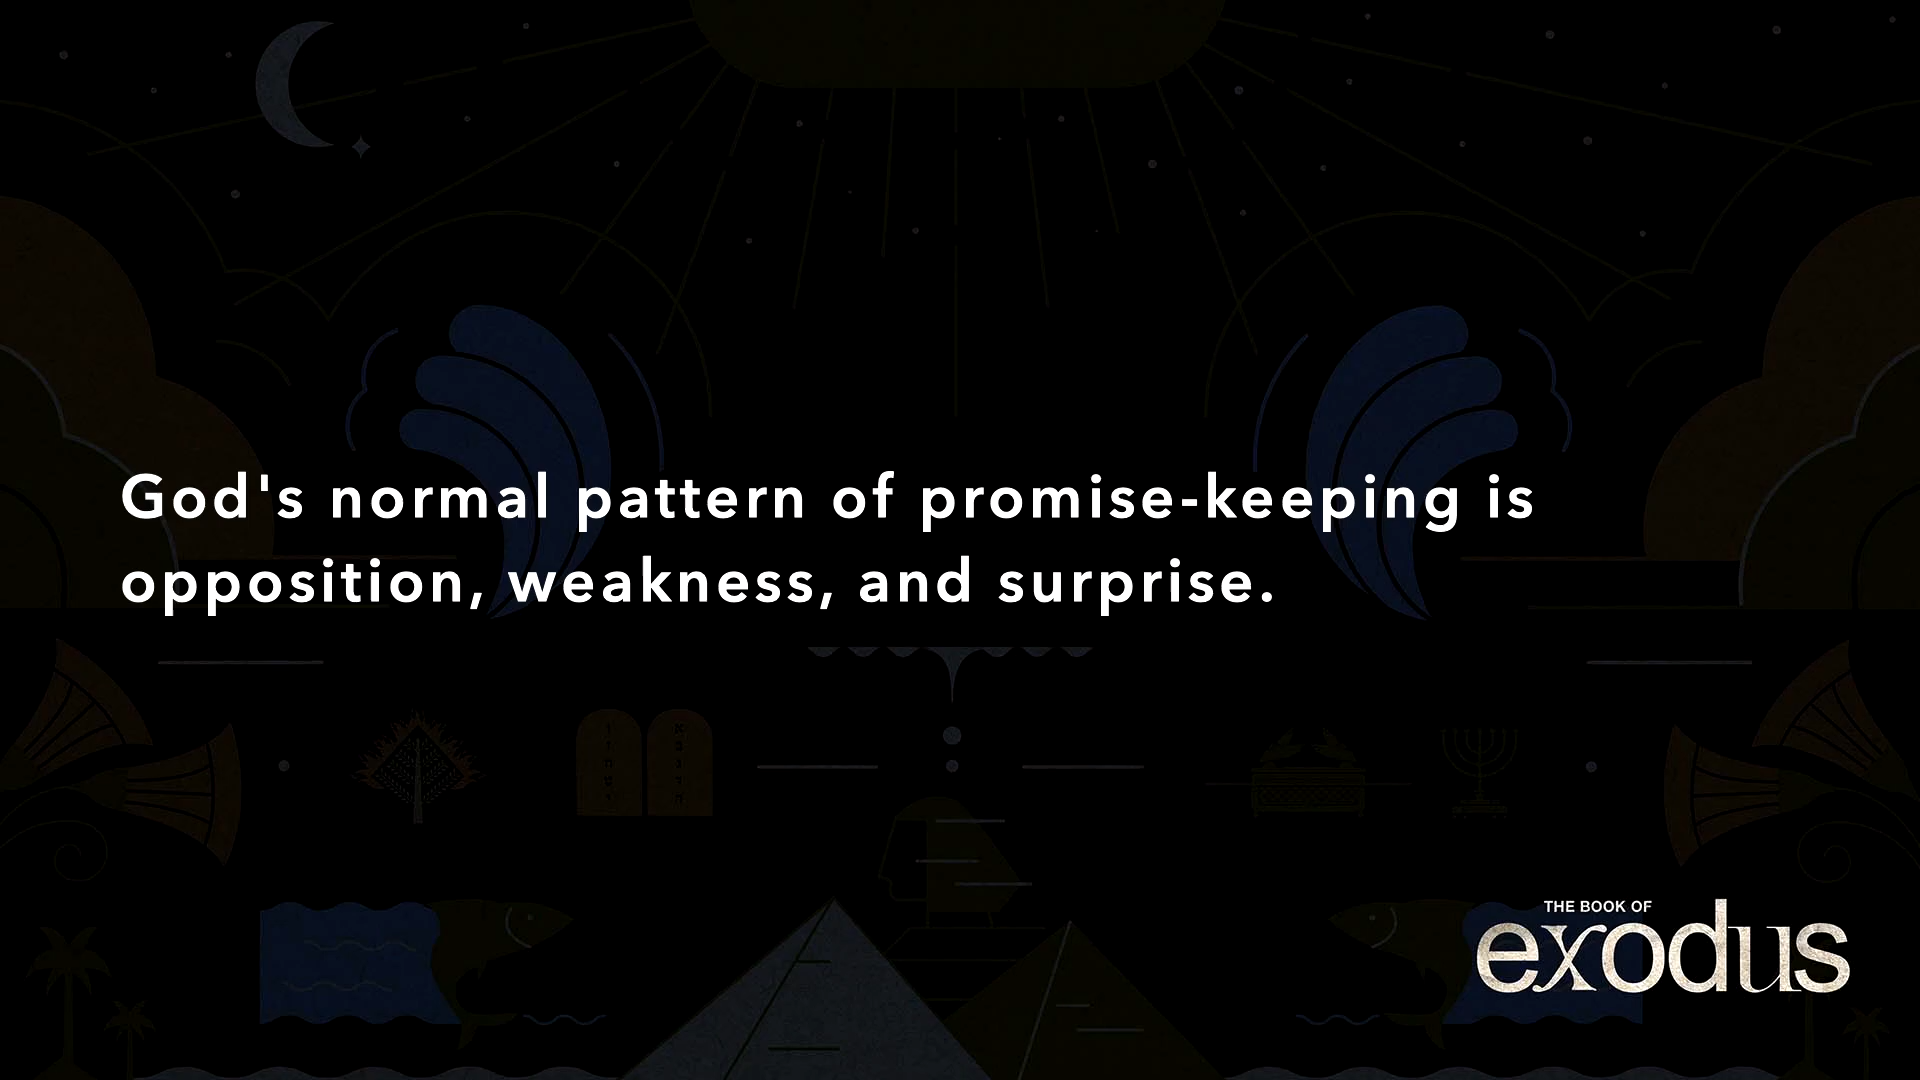 God's normal pattern of promise-keeping is
opposition, weakness, and surprise.
THE BOOK OF
exodus